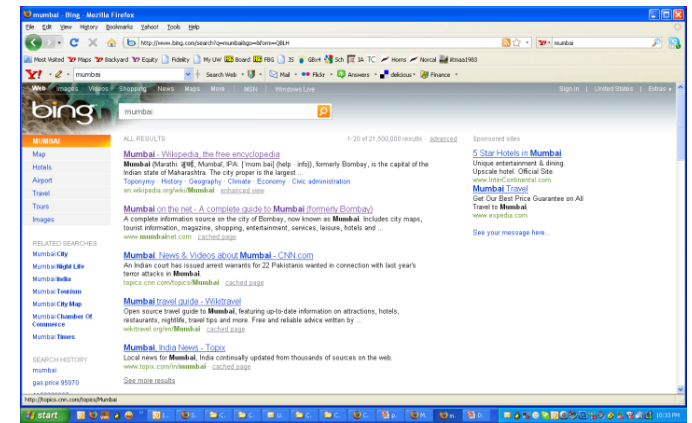 mumbai - Bing - Mozilla Firefox
File Edit View History Bookmarks Yahoo! Tools Help
http://www.bing.com/search?q=mumbai&go=&form=QBLH
mumbai
Most Visited Maps Backyard Equity Fidelity My UW Board FBG JS GBnt Sch IA TC Horns Norcal
Y! mumbai Search Web Mail Flickr Answers delicious Finance
Web Images Videos Shopping News Maps More | MSN | Windows Live Sign in | United States | Extras
bing
mumbai
MUMBAI
Map
Hotels
Airport
Travel
Tours
Images
RELATED SEARCHES
Mumbai City
Mumbai Night Life
Mumbai India
Mumbai Tourism
Mumbai City Map
Mumbai Chamber Of
Commerce
Mumbai Times
SEARCH HISTORY
mumbai
gas price 95070
ALL RESULTS 1-20 of 21,500,000 results · advanced
Mumbai - Wikipedia, the free encyclopedia
Mumbai (Marathi: मुंबई, Mumbaī, IPA: [ˈmʊm.bəi] (help · info)), formerly Bombay, is the capital of the
Indian state of Maharashtra. The city proper is the largest ...
Toponymy · History · Geography · Climate · Economy · Civic administration
en.wikipedia.org/wiki/Mumbai · enhanced view
Mumbai on the net - A complete guide to Mumbai (formerly Bombay)
A complete information source on the city of Bombay, now known as Mumbai. Includes city maps,
tourist information, magazine, shopping, entertainment, services, leisure, hotels and ...
www.mumbainet.com · cached page
Mumbai: News & Videos about Mumbai - CNN.com
An Indian court has issued arrest warrants for 22 Pakistanis wanted in connection with last year's
terror attacks in Mumbai.
topics.cnn.com/topics/Mumbai · cached page
Mumbai travel guide - Wikitravel
Open source travel guide to Mumbai, featuring up-to-date information on attractions, hotels,
restaurants, nightlife, travel tips and more. Free and reliable advice written by ...
wikitravel.org/en/Mumbai · cached page
Mumbai, India News - Topix
Local news for Mumbai, India continually updated from thousands of sources on the web.
www.topix.com/in/mumbai · cached page
See more results
Sponsored sites
5 Star Hotels in Mumbai
Unique entertainment & dining.
Upscale hotel. Official Site.
www.InterContinental.com
Mumbai Travel
Get Our Best Price Guarantee on All
Travel to Mumbai.
www.expedia.com
See your message here...
http://topics.cnn.com/topics/Mumbai
start 10:33 PM